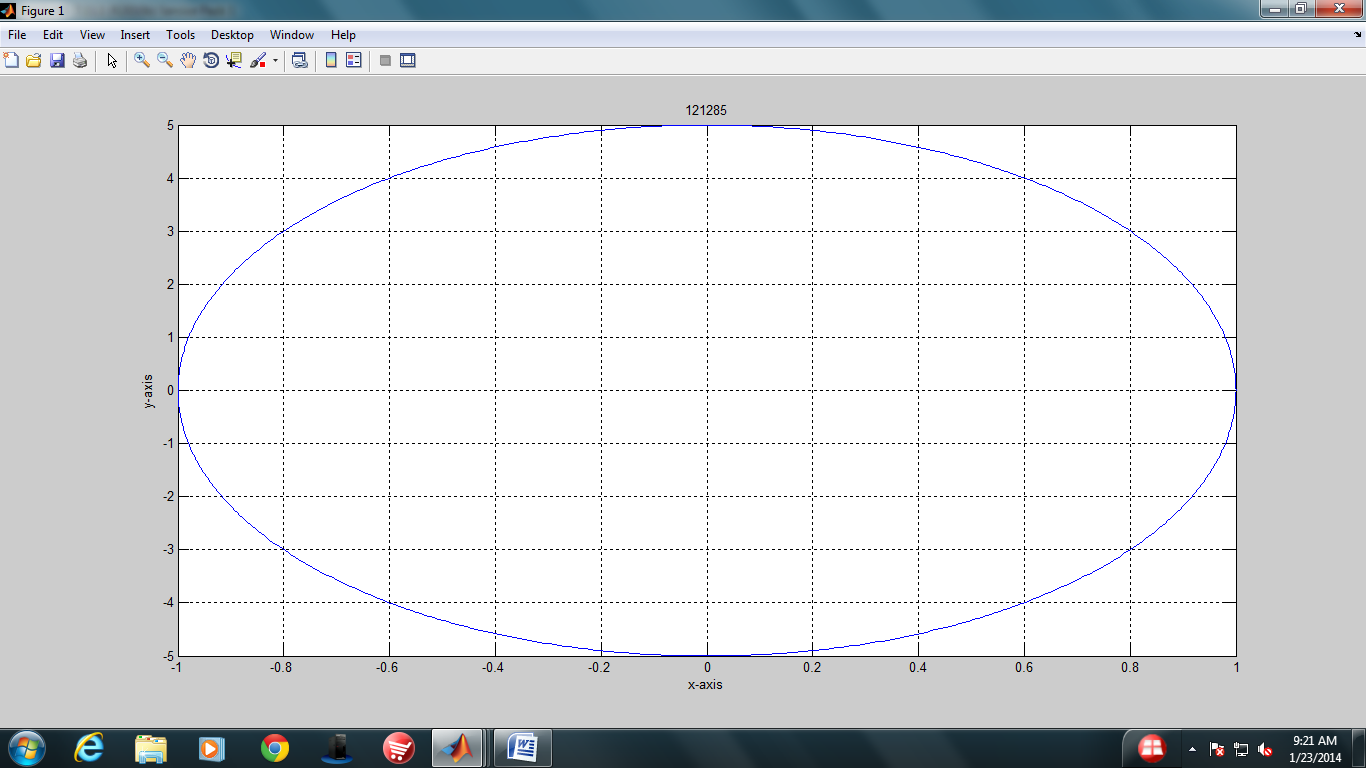 Figure 1
File Edit View Insert Tools Desktop Window Help
121285
5
4
3
2
1
0
-1
-2
-3
-4
-5
y-axis
-1 -0.8 -0.6 -0.4 -0.2 0 0.2 0.4 0.6 0.8 1
x-axis
9:21 AM
1/23/2014